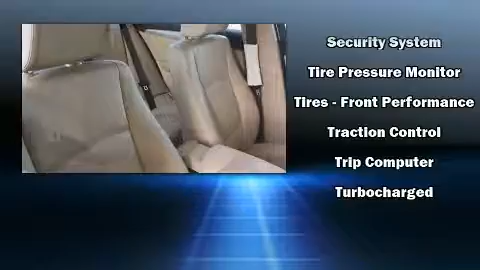 Security System
Tire Pressure Monitor
Tires - Front Performance
Traction Control
Trip Computer
Turbocharged